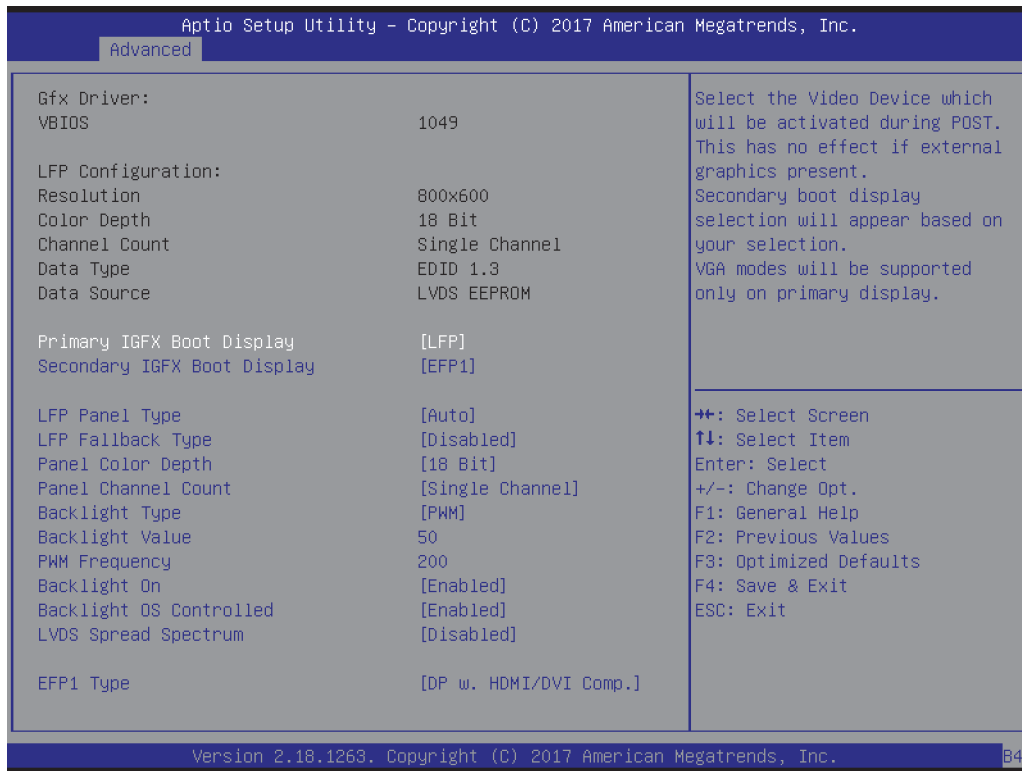 Aptio Setup Utility – Copyright (C) 2017 American Megatrends, Inc.
Advanced
Gfx Driver:
VBIOS 1049
LFP Configuration:
Resolution 800x600
Color Depth 18 Bit
Channel Count Single Channel
Data Type EDID 1.3
Data Source LVDS EEPROM
Primary IGFX Boot Display [LFP]
Secondary IGFX Boot Display [EFP1]
LFP Panel Type [Auto]
LFP Fallback Type [Disabled]
Panel Color Depth [18 Bit]
Panel Channel Count [Single Channel]
Backlight Type [PWM]
Backlight Value 50
PWM Frequency 200
Backlight On [Enabled]
Backlight OS Controlled [Enabled]
LVDS Spread Spectrum [Disabled]
EFP1 Type [DP w. HDMI/DVI Comp.]
Select the Video Device which
will be activated during POST.
This has no effect if external
graphics present.
Secondary boot display
selection will appear based on
your selection.
VGA modes will be supported
only on primary display.
→←: Select Screen
↑↓: Select Item
Enter: Select
+/-: Change Opt.
F1: General Help
F2: Previous Values
F3: Optimized Defaults
F4: Save & Exit
ESC: Exit
Version 2.18.1263. Copyright (C) 2017 American Megatrends, Inc.
B4